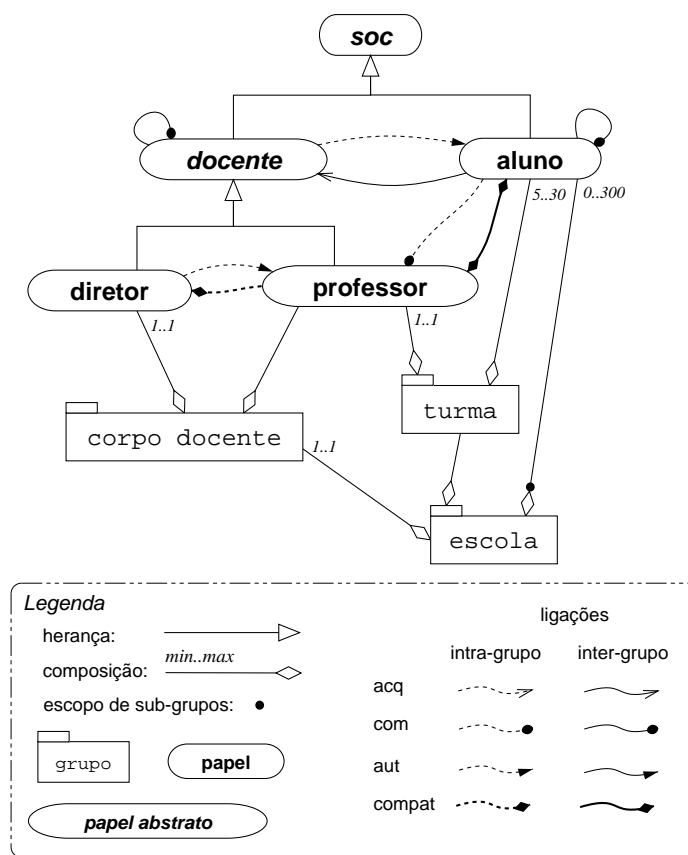 soc
docente
aluno
5..30
0..300
diretor
professor
1..1
1..1
turma
corpo docente
1..1
escola
Legenda
ligações
herança:
intra-grupo
inter-grupo
composição:
min..max
escopo de sub-grupos:
acq
com
grupo
papel
aut
compat
papel abstrato